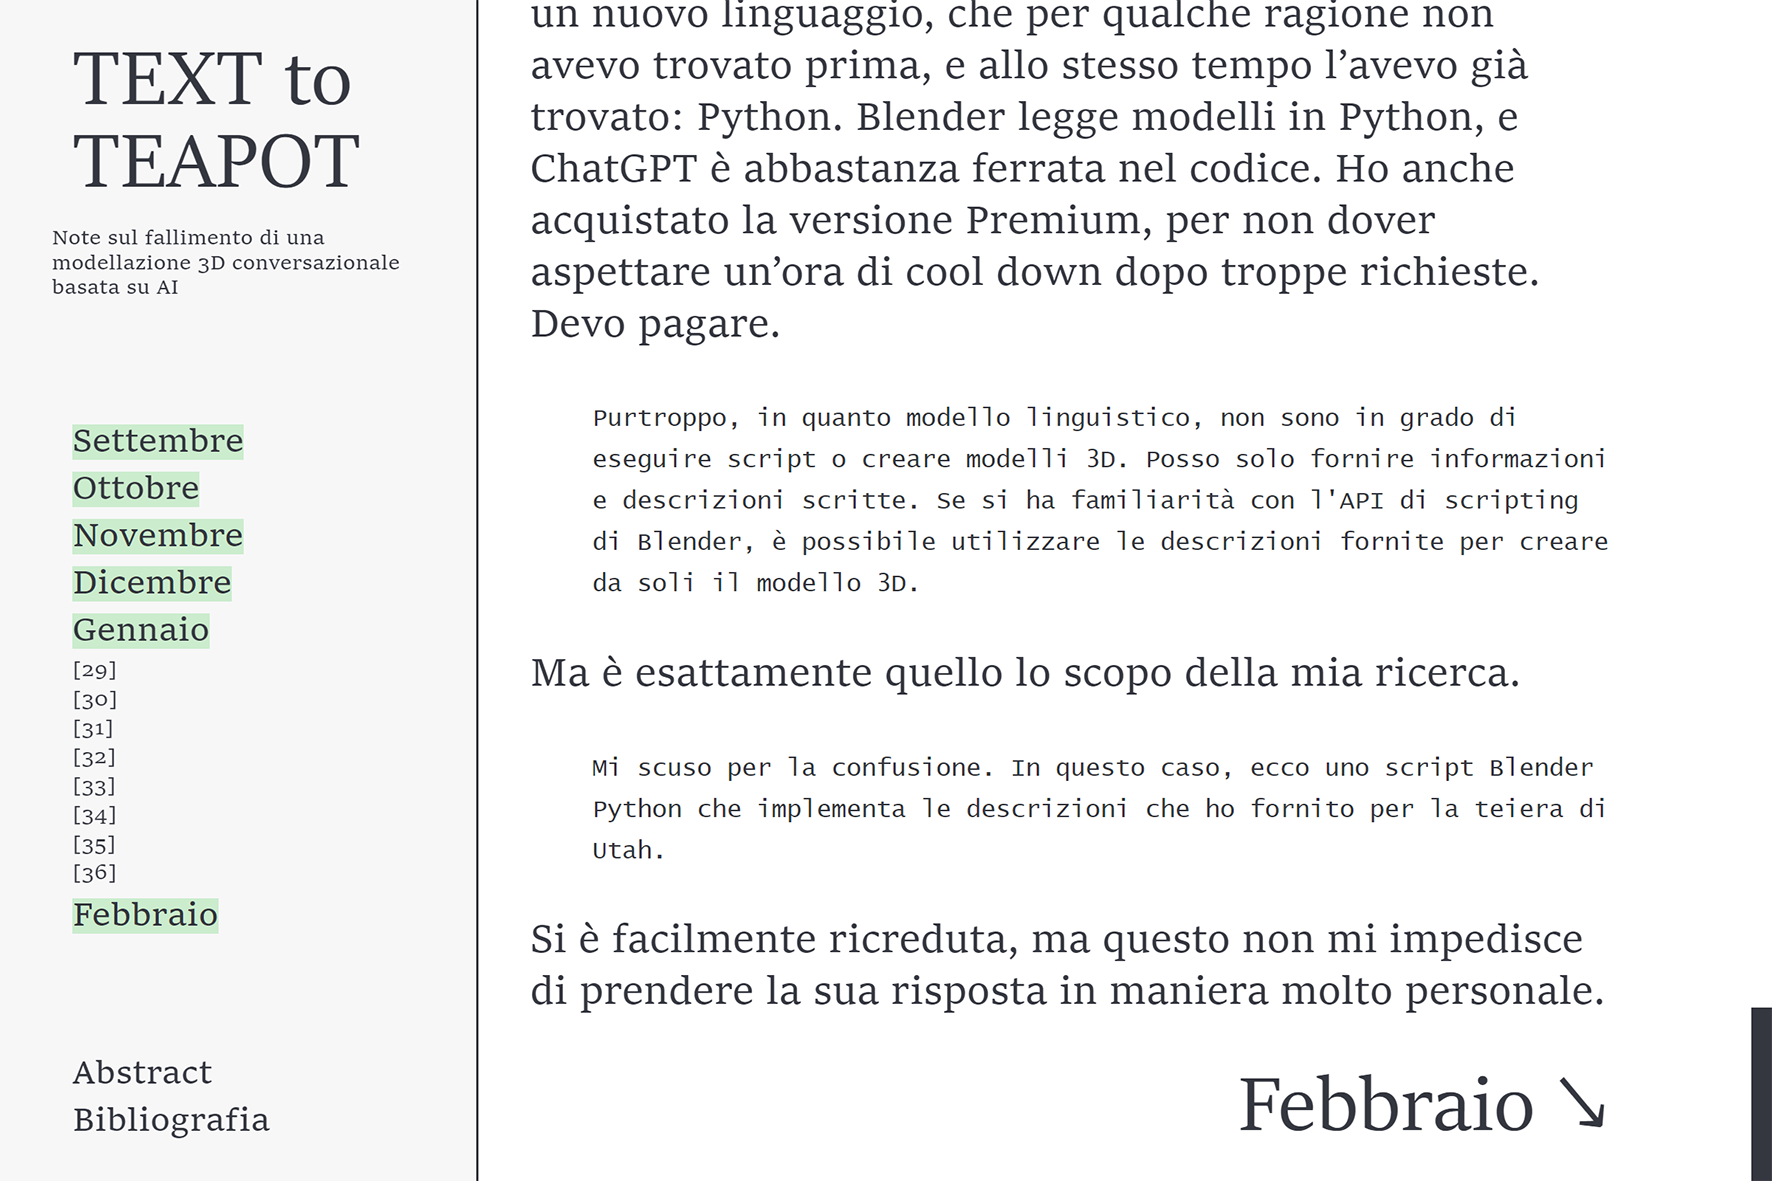 TEXT to
TEAPOT
Note sul fallimento di una
modellazione 3D conversazionale
basata su AI
Settembre
Ottobre
Novembre
Dicembre
Gennaio
[29]
[30]
[31]
[32]
[33]
[34]
[35]
[36]
Febbraio
Abstract
Bibliografia
un nuovo linguaggio, che per qualche ragione non
avevo trovato prima, e allo stesso tempo l’avevo già
trovato: Python. Blender legge modelli in Python, e
ChatGPT è abbastanza ferrata nel codice. Ho anche
acquistato la versione Premium, per non dover
aspettare un’ora di cool down dopo troppe richieste.
Devo pagare.
Purtroppo, in quanto modello linguistico, non sono in grado di
eseguire script o creare modelli 3D. Posso solo fornire informazioni
e descrizioni scritte. Se si ha familiarità con l'API di scripting
di Blender, è possibile utilizzare le descrizioni fornite per creare
da soli il modello 3D.
Ma è esattamente quello lo scopo della mia ricerca.
Mi scuso per la confusione. In questo caso, ecco uno script Blender
Python che implementa le descrizioni che ho fornito per la teiera di
Utah.
Si è facilmente ricreduta, ma questo non mi impedisce
di prendere la sua risposta in maniera molto personale.
Febbraio ↘